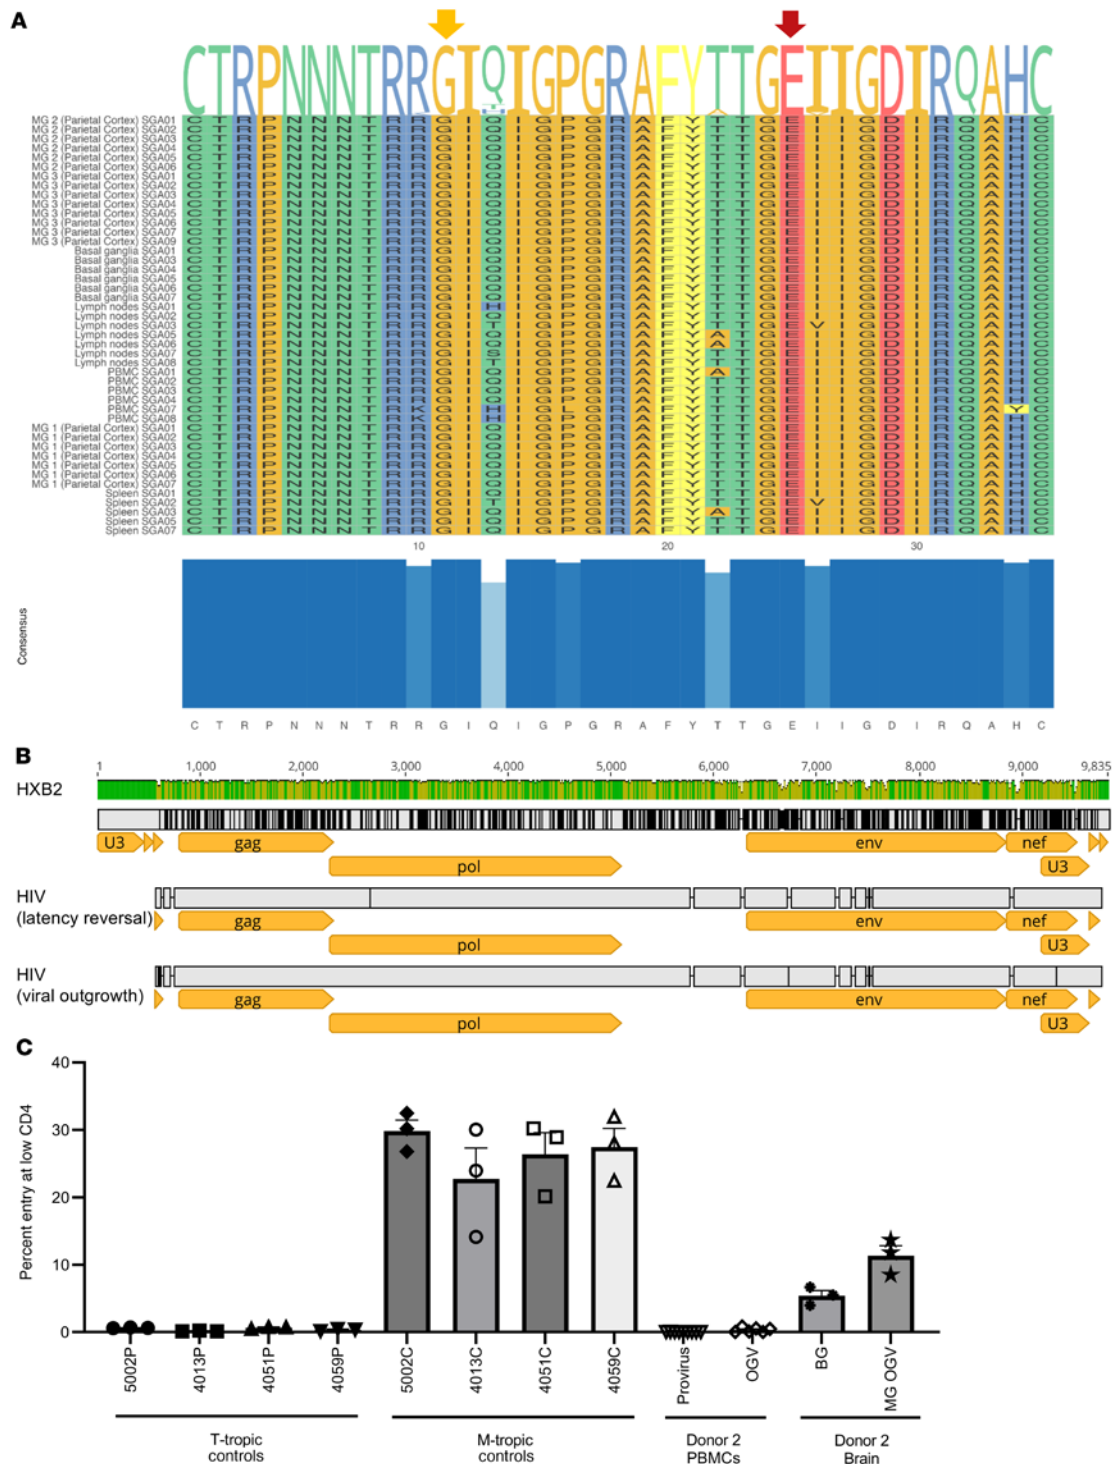 A
CTRPNNNTRRGIQIGPGRAFYTTGEIIGDIRQAHC
MG 2 (Parietal Cortex) SGA01
MG 2 (Parietal Cortex) SGA02
MG 2 (Parietal Cortex) SGA03
MG 2 (Parietal Cortex) SGA04
MG 2 (Parietal Cortex) SGA05
MG 2 (Parietal Cortex) SGA06
MG 3 (Parietal Cortex) SGA01
MG 3 (Parietal Cortex) SGA02
MG 3 (Parietal Cortex) SGA03
MG 3 (Parietal Cortex) SGA04
MG 3 (Parietal Cortex) SGA05
MG 3 (Parietal Cortex) SGA06
MG 3 (Parietal Cortex) SGA07
MG 3 (Parietal Cortex) SGA09
Basal ganglia SGA01
Basal ganglia SGA03
Basal ganglia SGA04
Basal ganglia SGA05
Basal ganglia SGA06
Basal ganglia SGA07
Lymph nodes SGA01
Lymph nodes SGA02
Lymph nodes SGA03
Lymph nodes SGA05
Lymph nodes SGA06
Lymph nodes SGA07
Lymph nodes SGA08
PBMC SGA01
PBMC SGA02
PBMC SGA03
PBMC SGA04
PBMC SGA07
PBMC SGA08
MG 1 (Parietal Cortex) SGA01
MG 1 (Parietal Cortex) SGA02
MG 1 (Parietal Cortex) SGA03
MG 1 (Parietal Cortex) SGA04
MG 1 (Parietal Cortex) SGA05
MG 1 (Parietal Cortex) SGA06
MG 1 (Parietal Cortex) SGA07
Spleen SGA01
Spleen SGA02
Spleen SGA03
Spleen SGA05
Spleen SGA07
10 20 30
Consensus
C T R P N N N T R R G I Q I G P G R A F Y T T G E I I G D I R Q A H C
B
1 1,000 2,000 3,000 4,000 5,000 6,000 7,000 8,000 9,000 9,835
HXB2
U3 gag env nef
pol U3
HIV
(latency reversal)
gag env nef
pol U3
HIV
(viral outgrowth)
gag env nef
pol U3
C
Percent entry at low CD4
40
30
20
10
0
5002P 4013P 4051P 4059P 5002C 4013C 4051C 4059C Provirus OGV BG MG OGV
T-tropic controls
M-tropic controls
Donor 2 PBMCs
Donor 2 Brain